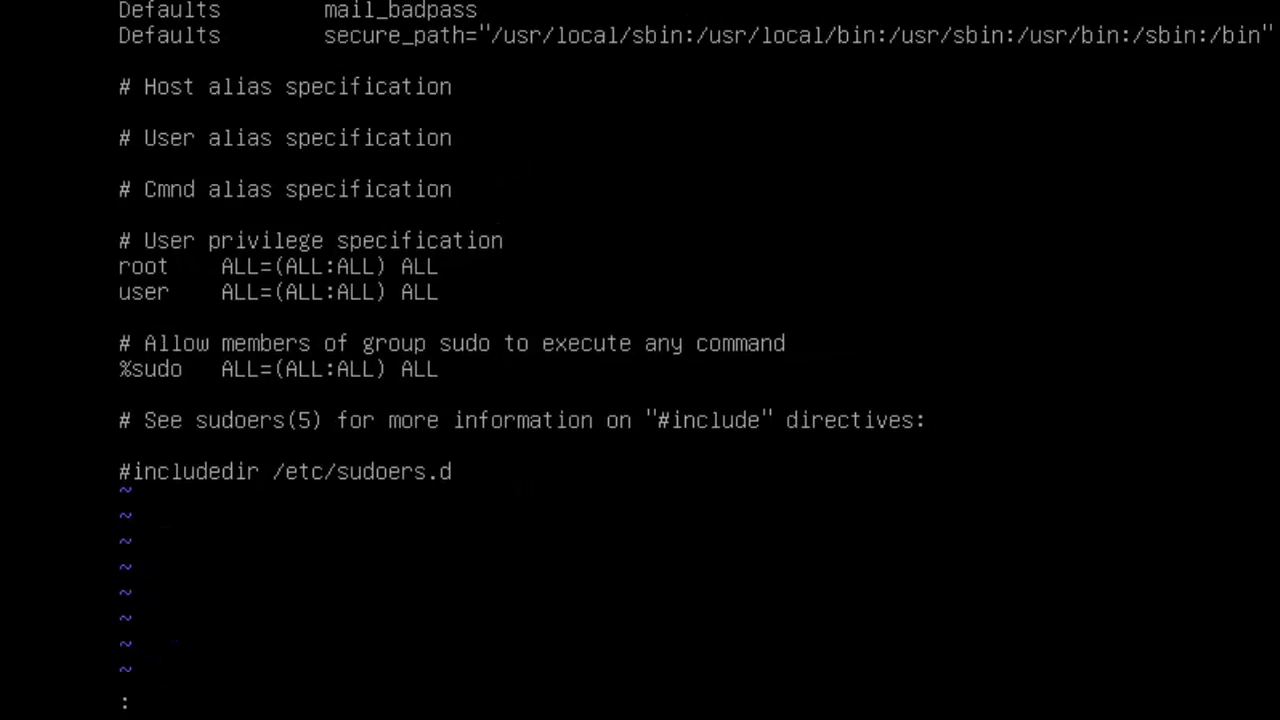 Defaults        mail_badpass
Defaults        secure_path="/usr/local/sbin:/usr/local/bin:/usr/sbin:/usr/bin:/sbin:/bin"
# Host alias specification
# User alias specification
# Cmnd alias specification
# User privilege specification
root    ALL=(ALL:ALL) ALL
user    ALL=(ALL:ALL) ALL
# Allow members of group sudo to execute any command
%sudo   ALL=(ALL:ALL) ALL
# See sudoers(5) for more information on "#include" directives:
#includedir /etc/sudoers.d
~
~
~
~
~
~
~
~
: